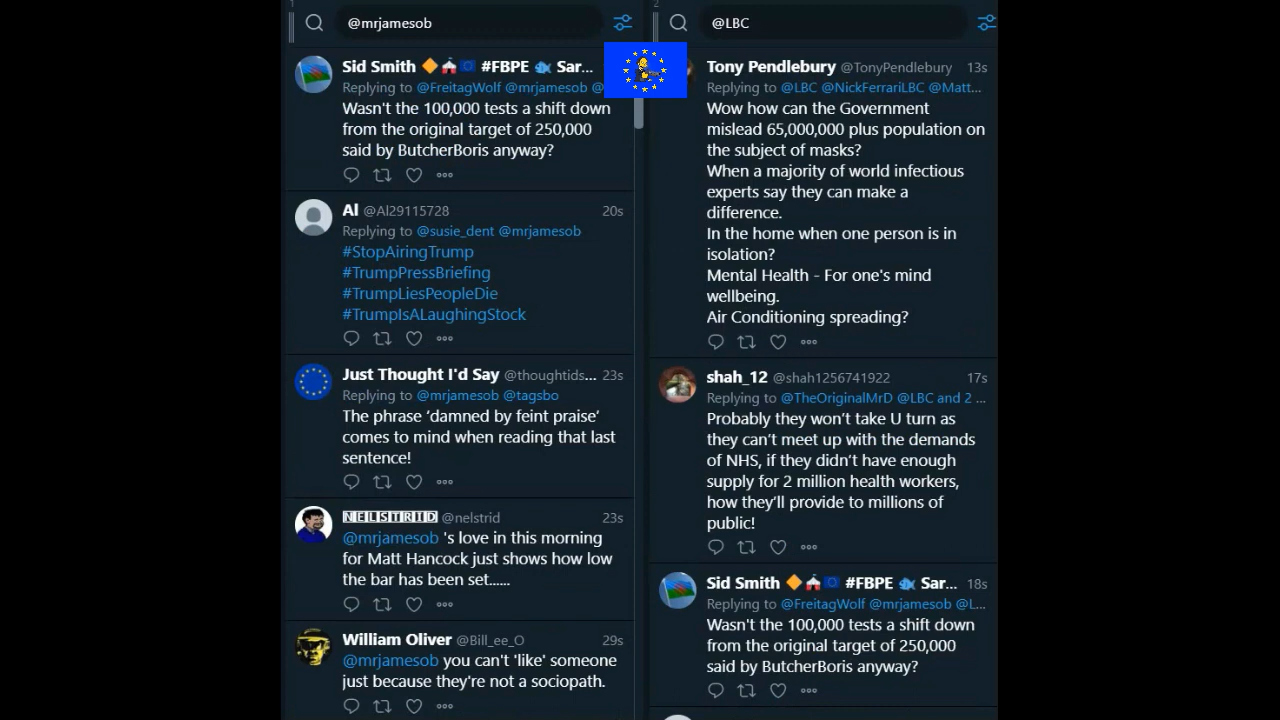 1
@mrjamesob
Sid Smith 🔶🎪🇪🇺 #FBPE 🐟 Sar...
Replying to @FreitagWolf @mrjamesob @
Wasn't the 100,000 tests a shift down
from the original target of 250,000
said by ButcherBoris anyway?
Al @Al29115728 20s
Replying to @susie_dent @mrjamesob
#StopAiringTrump
#TrumpPressBriefing
#TrumpLiesPeopleDie
#TrumpIsALaughingStock
Just Thought I'd Say @thoughtids... 23s
Replying to @mrjamesob @tagsbo
The phrase ‘damned by feint praise’
comes to mind when reading that last
sentence!
NELSTRID @nelstrid 23s
@mrjamesob 's love in this morning
for Matt Hancock just shows how low
the bar has been set......
William Oliver @Bill_ee_O 29s
@mrjamesob you can't 'like' someone
just because they're not a sociopath.
2
@LBC
Tony Pendlebury @TonyPendlebury 13s
Replying to @LBC @NickFerrariLBC @Matt...
Wow how can the Government
mislead 65,000,000 plus population on
the subject of masks?
When a majority of world infectious
experts say they can make a
difference.
In the home when one person is in
isolation?
Mental Health - For one's mind
wellbeing.
Air Conditioning spreading?
shah_12 @shah1256741922 17s
Replying to @TheOriginalMrD @LBC and 2 ...
Probably they won’t take U turn as
they can’t meet up with the demands
of NHS, if they didn’t have enough
supply for 2 million health workers,
how they’ll provide to millions of
public!
Sid Smith 🔶🎪🇪🇺 #FBPE 🐟 Sar... 18s
Replying to @FreitagWolf @mrjamesob @L...
Wasn't the 100,000 tests a shift down
from the original target of 250,000
said by ButcherBoris anyway?